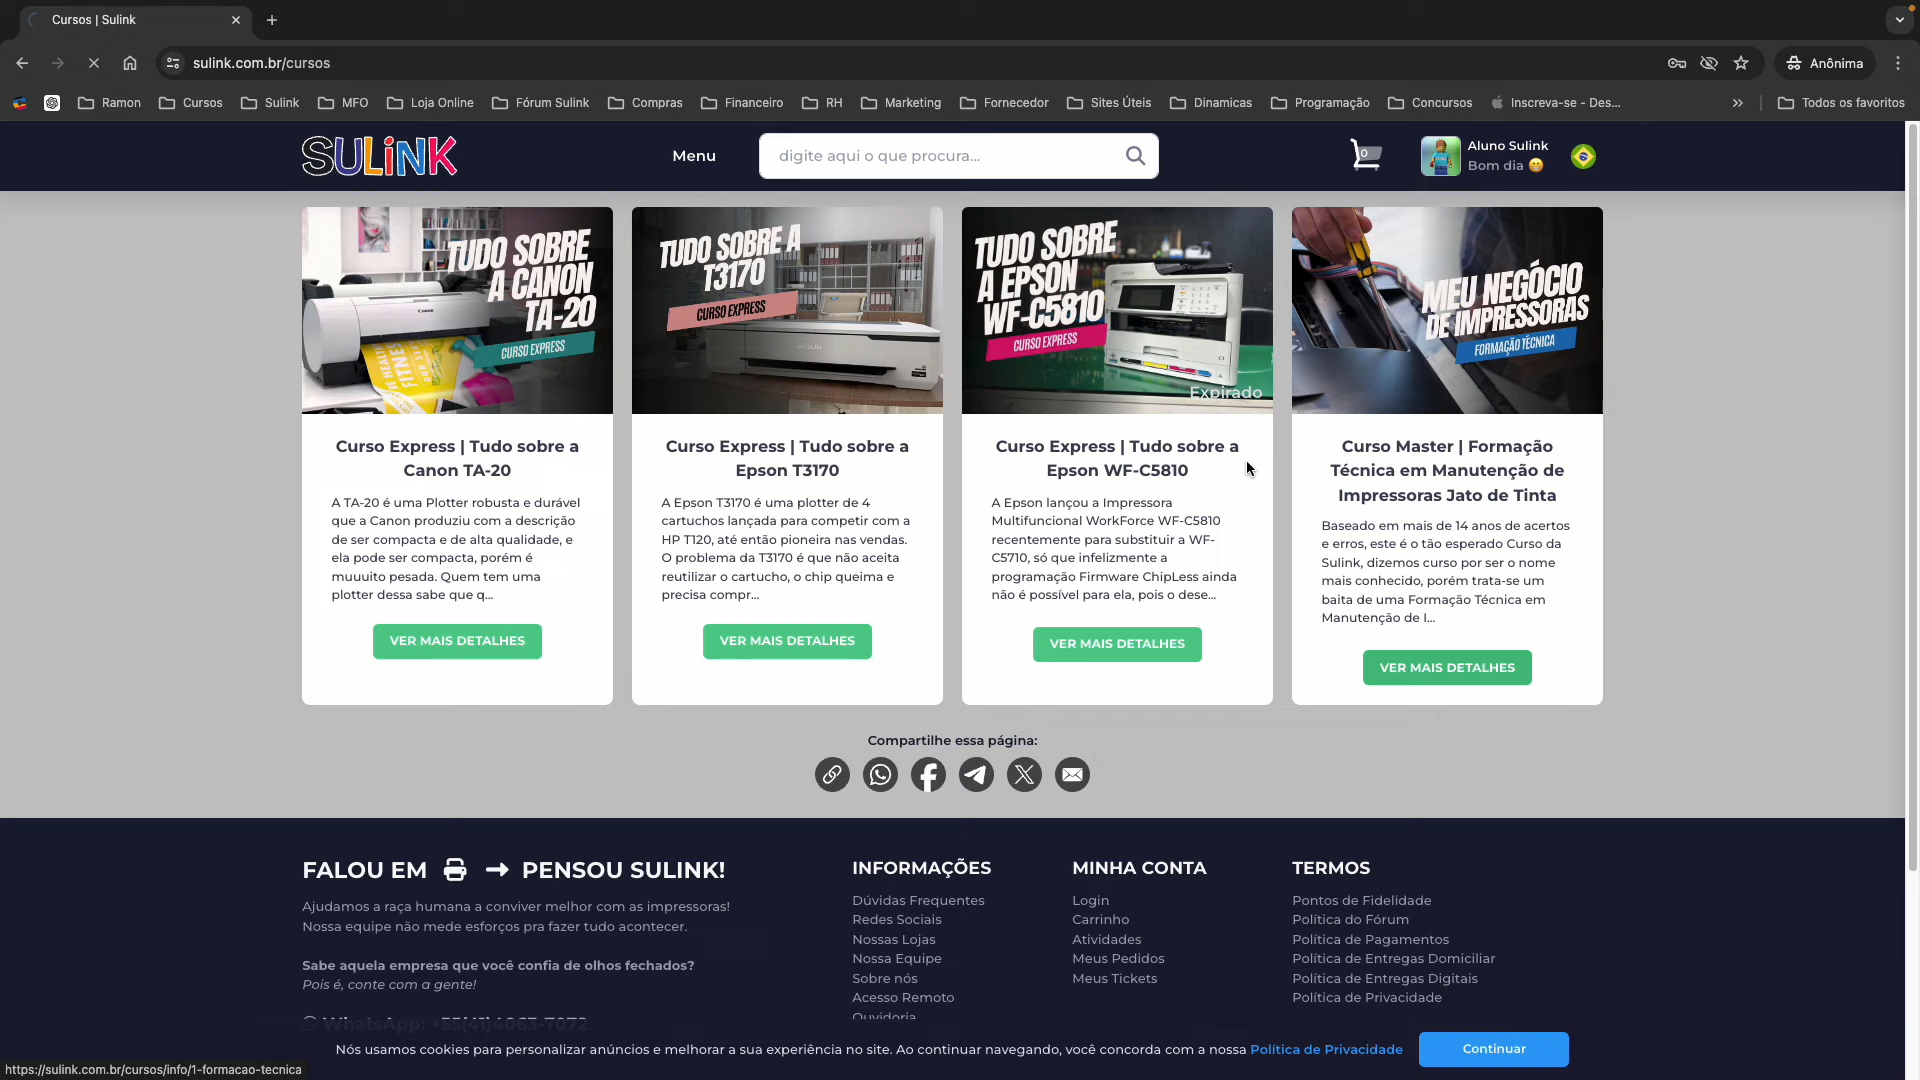 Cursos | Sulink
sulink.com.br/cursos
Anônima
Ramon
Cursos
Sulink
MFO
Loja Online
Fórum Sulink
Compras
Financeiro
RH
Marketing
Fornecedor
Sites Úteis
Dinamicas
Programação
Concursos
Inscreva-se - Des...
Todos os favoritos
SULiNK
Menu
digite aqui o que procura...
0
Aluno Sulink
Bom dia
TUDO SOBRE
A CANON
TA-20
CURSO EXPRESS
Canon
Curso Express | Tudo sobre a
Canon TA-20
A TA-20 é uma Plotter robusta e durável
que a Canon produziu com a descrição
de ser compacta e de alta qualidade, e
ela pode ser compacta, porém é
muuuito pesada. Quem tem uma
plotter dessa sabe que q...
VER MAIS DETALHES
TUDO SOBRE A
T3170
CURSO EXPRESS
EPSON
Curso Express | Tudo sobre a
Epson T3170
A Epson T3170 é uma plotter de 4
cartuchos lançada para competir com a
HP T120, até então pioneira nas vendas.
O problema da T3170 é que não aceita
reutilizar o cartucho, o chip queima e
precisa compr...
VER MAIS DETALHES
TUDO SOBRE
A EPSON
WF-C5810
CURSO EXPRESS
Expirado
Curso Express | Tudo sobre a
Epson WF-C5810
A Epson lançou a Impressora
Multifuncional WorkForce WF-C5810
recentemente para substituir a WF-
C5710, só que infelizmente a
programação Firmware ChipLess ainda
não é possível para ela, pois o dese...
VER MAIS DETALHES
MEU NEGÓCIO
DE IMPRESSORAS
FORMAÇÃO TÉCNICA
Curso Master | Formação
Técnica em Manutenção de
Impressoras Jato de Tinta
Baseado em mais de 14 anos de acertos
e erros, este é o tão esperado Curso da
Sulink, dizemos curso por ser o nome
mais conhecido, porém trata-se um
baita de uma Formação Técnica em
Manutenção de I...
VER MAIS DETALHES
Compartilhe essa página:
FALOU EM PENSOU SULINK!
Ajudamos a raça humana a conviver melhor com as impressoras!
Nossa equipe não mede esforços pra fazer tudo acontecer.
Sabe aquela empresa que você confia de olhos fechados?
Pois é, conte com a gente!
WhatsApp: +55(41)4063-7072
INFORMAÇÕES
Dúvidas Frequentes
Redes Sociais
Nossas Lojas
Nossa Equipe
Sobre nós
Acesso Remoto
Ouvidoria
MINHA CONTA
Login
Carrinho
Atividades
Meus Pedidos
Meus Tickets
TERMOS
Pontos de Fidelidade
Política do Fórum
Política de Pagamentos
Política de Entregas Domiciliar
Política de Entregas Digitais
Política de Privacidade
Nós usamos cookies para personalizar anúncios e melhorar a sua experiência no site. Ao continuar navegando, você concorda com a nossa Política de Privacidade
Continuar
https://sulink.com.br/cursos/info/1-formacao-tecnica